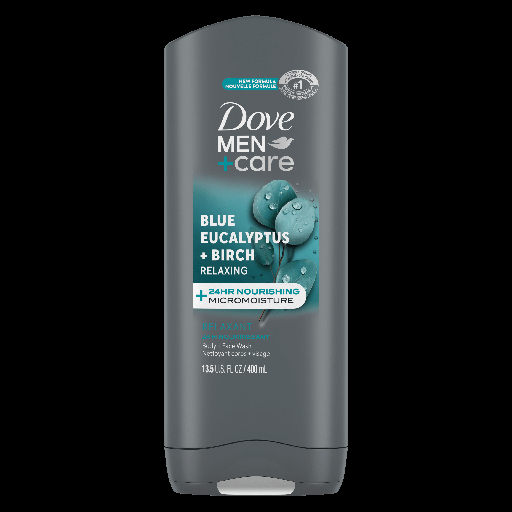 NEW FORMULA
NOUVELLE FORMULE
#1
Dove
MEN
+care
BLUE
EUCALYPTUS
+ BIRCH
RELAXING
+ 24HR NOURISHING
MICROMOISTURE
RELAXANT
Body + Face Wash
Nettoyant corps + visage
13.5 U.S. FL OZ / 400 mL